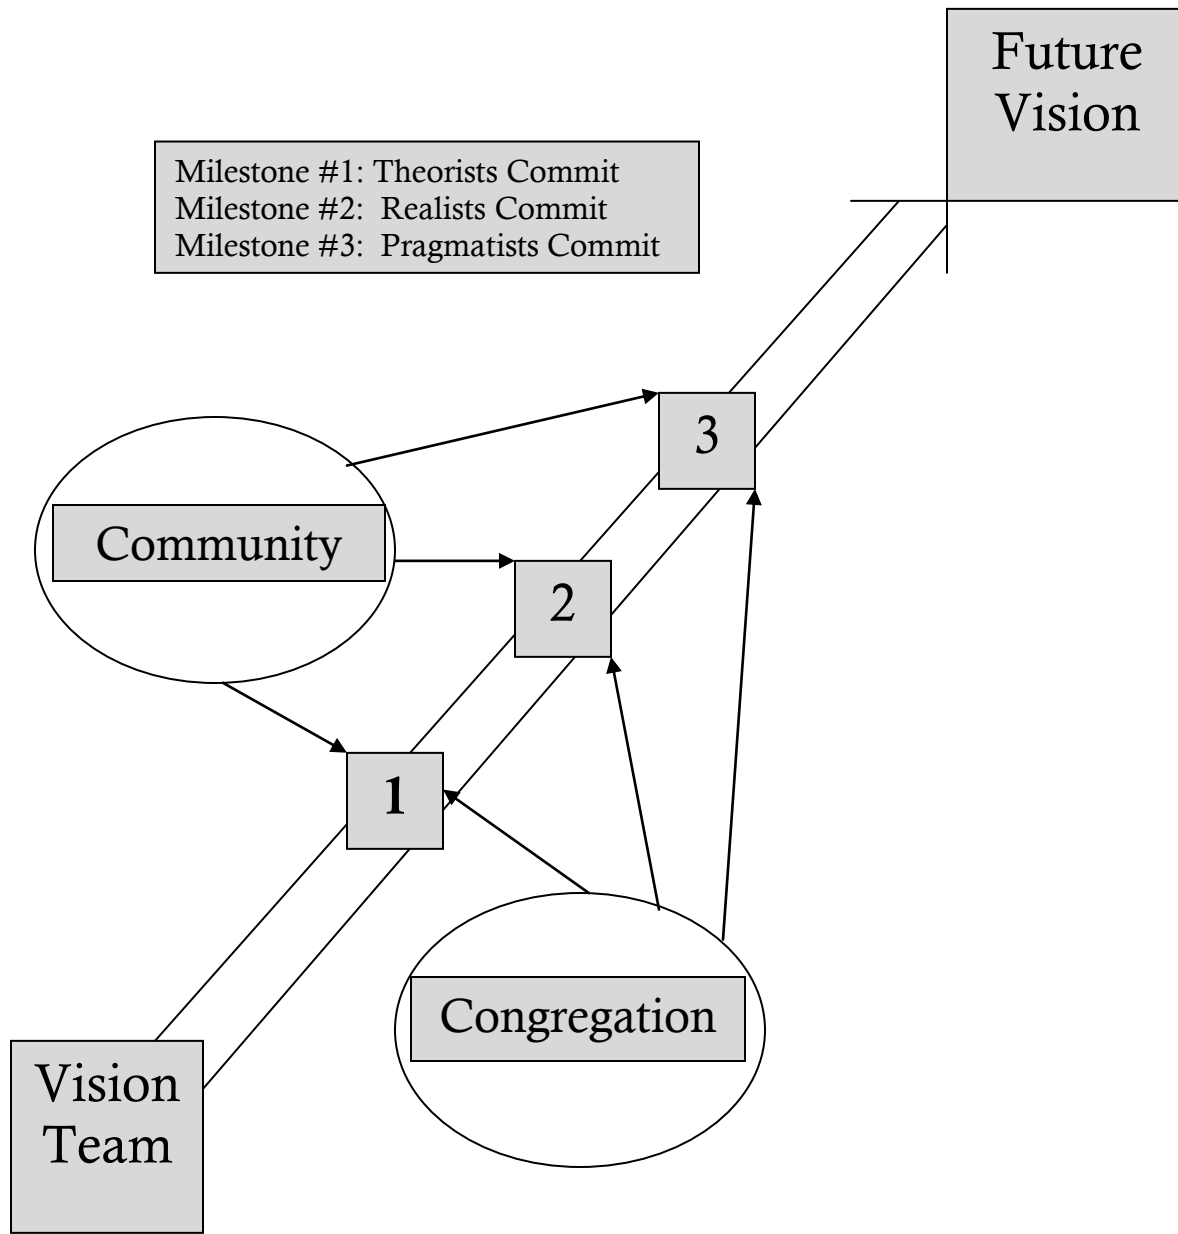 Future
Vision
Milestone #1: Theorists Commit
Milestone #2:  Realists Commit
Milestone #3:  Pragmatists Commit
3
Community
2
1
Congregation
Vision
Team